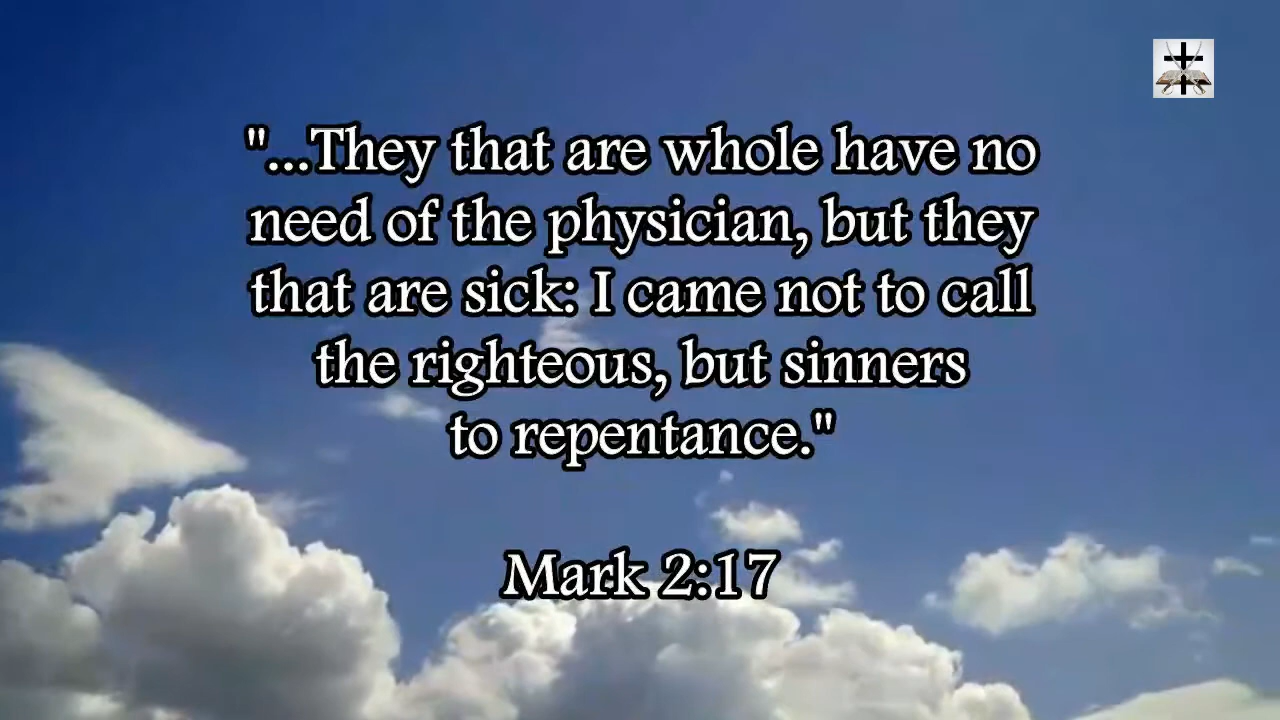 "...They that are whole have no
need of the physician, but they
that are sick: I came not to call
the righteous, but sinners
to repentance."
Mark 2:17